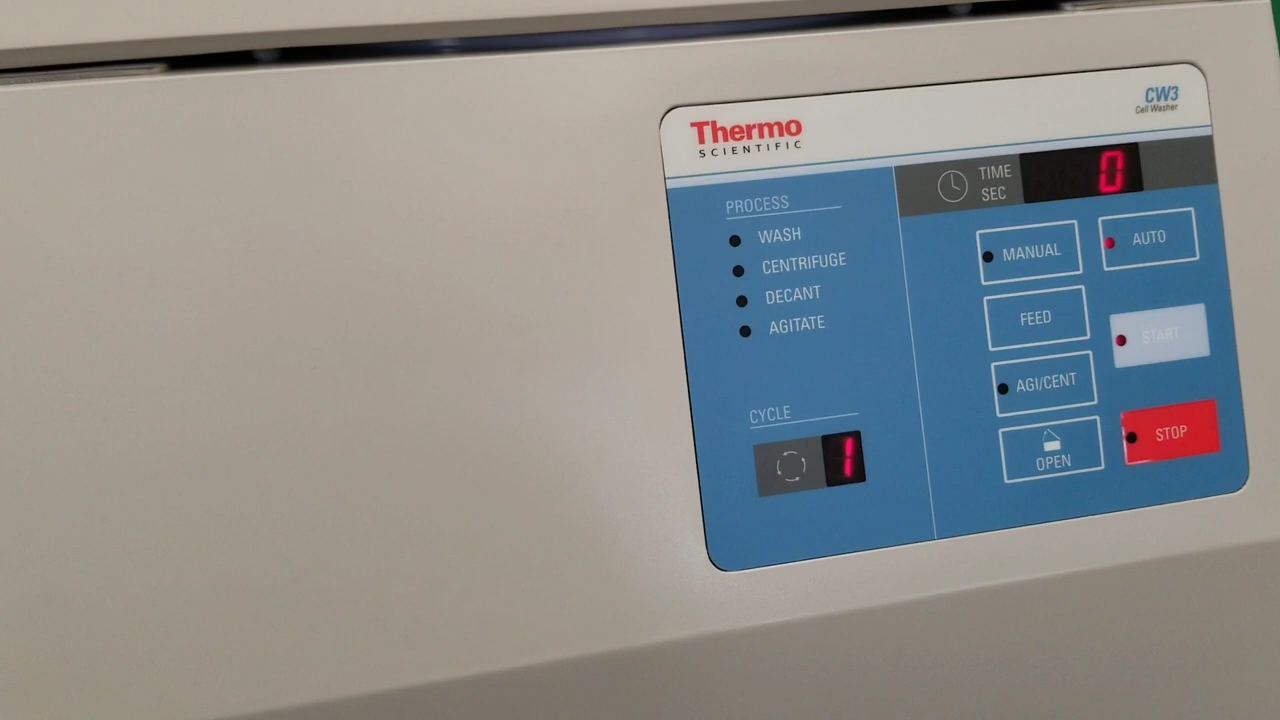 Thermo
SCIENTIFIC
CW3
Cell Washer
TIME
SEC
0
PROCESS
WASH
CENTRIFUGE
DECANT
AGITATE
CYCLE
1
MANUAL
AUTO
FEED
START
AGI/CENT
STOP
OPEN